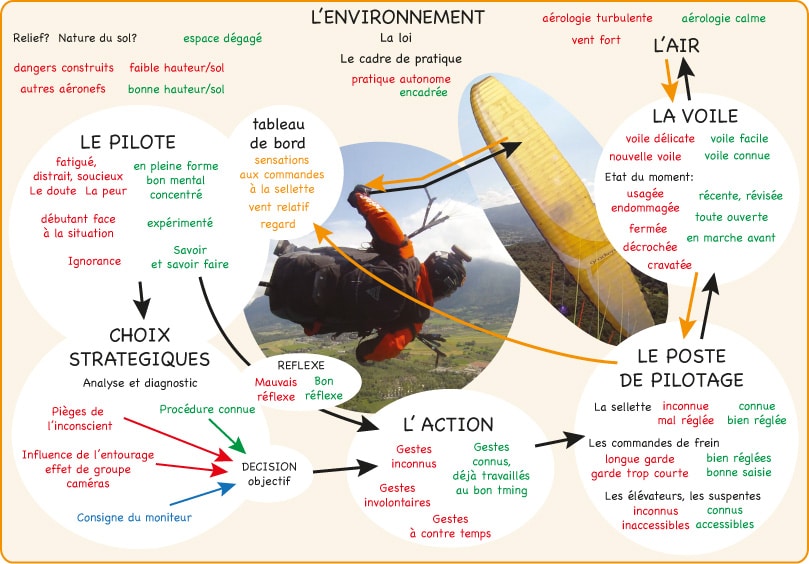 L'ENVIRONNEMENT
Relief? Nature du sol?
espace dégagé
dangers construits
faible hauteur/sol
autres aéronefs
bonne hauteur/sol
La loi
Le cadre de pratique
pratique autonome
encadrée
aérologie turbulente
aérologie calme
vent fort
L'AIR
LE PILOTE
fatigué,
distrait, soucieux
Le doute La peur
en pleine forme
bon mental
concentré
débutant face
à la situation
expérimenté
Ignorance
Savoir
et savoir faire
tableau
de bord
sensations
aux commandes
à la sellette
vent relatif
regard
LA VOILE
voile délicate
voile facile
nouvelle voile
voile connue
Etat du moment:
usagée
endommagée
récente, révisée
toute ouverte
fermée
décrochée
en marche avant
cravatée
CHOIX
STRATEGIQUES
Analyse et diagnostic
Pièges de
l'inconscient
Procédure connue
Influence de l'entourage
effet de groupe
caméras
Consigne du moniteur
DECISION
objectif
REFLEXE
Mauvais
réflexe
Bon
réflexe
L' ACTION
Gestes
inconnus
Gestes
connus,
déjà travaillés
au bon tming
Gestes
involontaires
Gestes
à contre temps
LE POSTE
DE PILOTAGE
La sellette
inconnue
mal réglée
connue
bien réglée
Les commandes de frein
longue garde
garde trop courte
bien réglées
bonne saisie
Les élévateurs, les suspentes
inconnus
inaccessibles
connus
accessibles